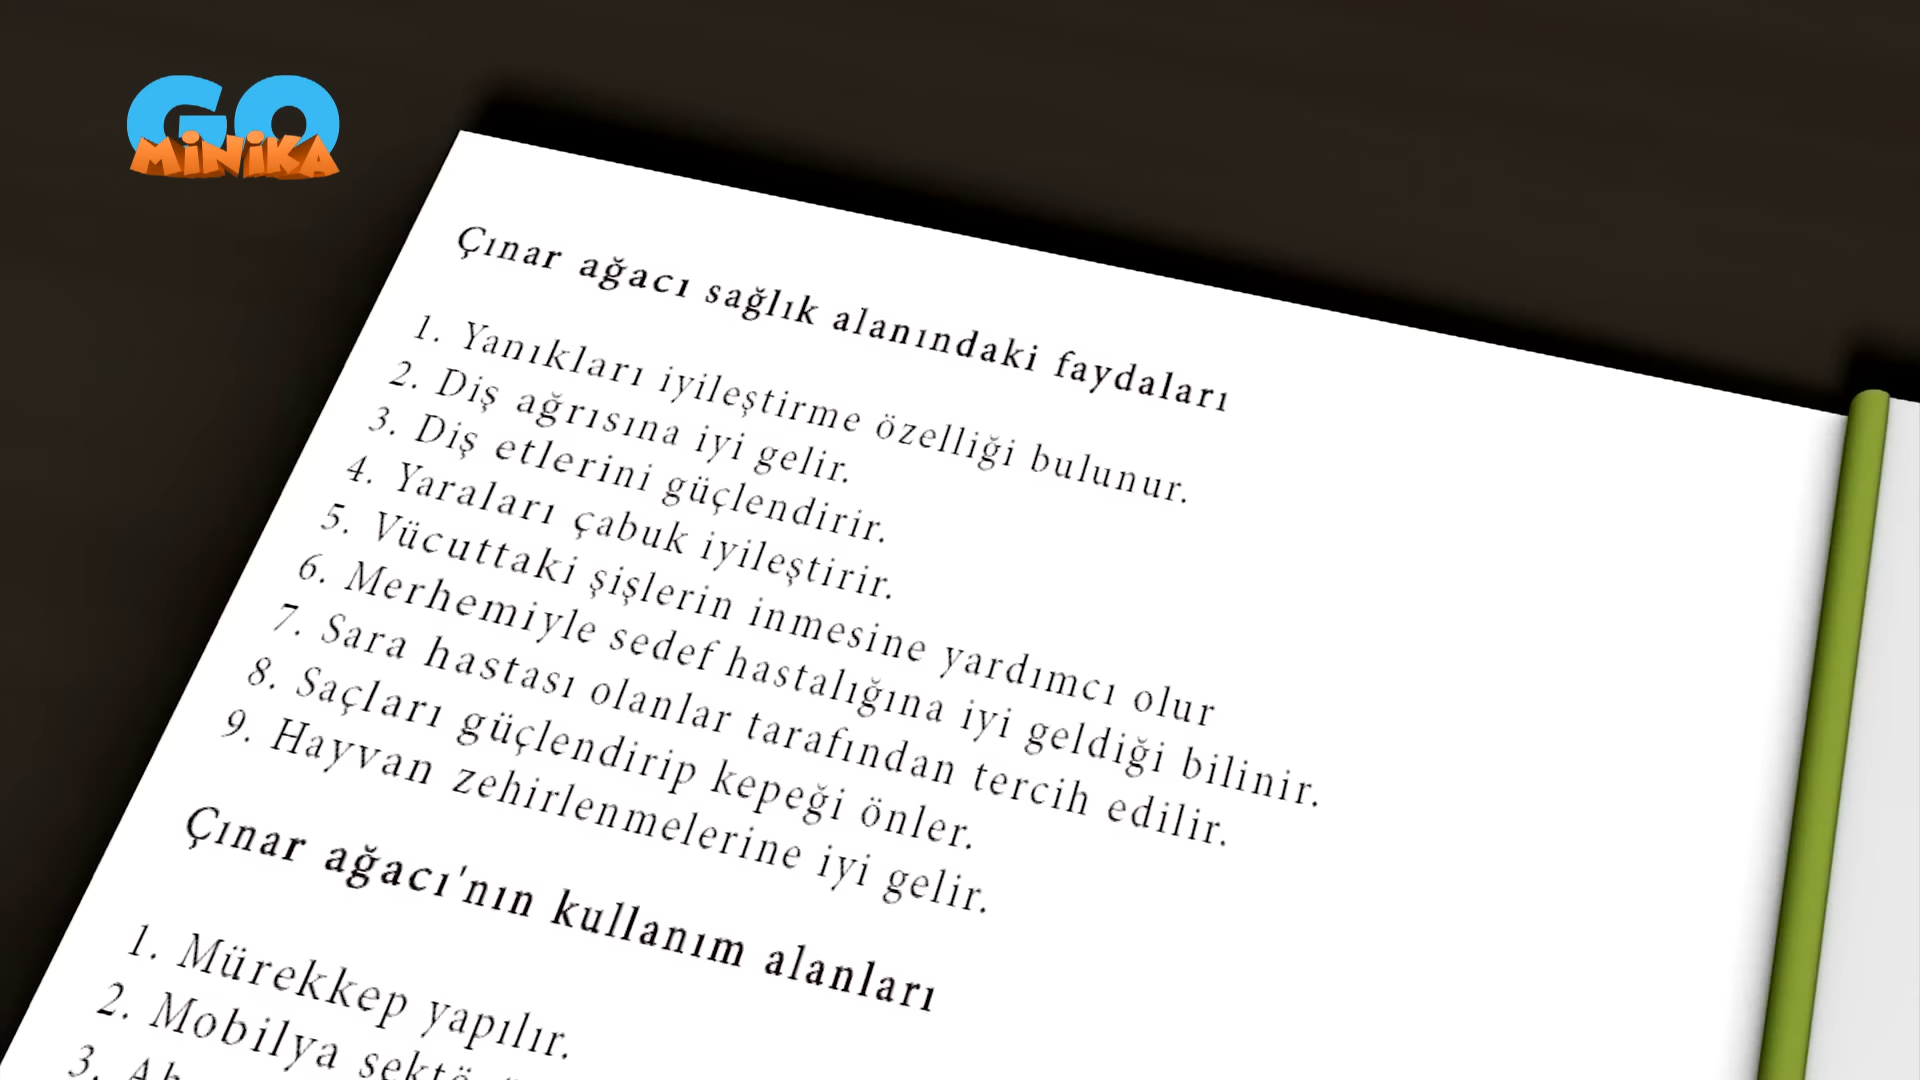 GO
MiNiKA
Çınar ağacı sağlık alanındaki faydaları
1. Yanıkları iyileştirme özelliği bulunur.
2. Diş ağrısına iyi gelir.
3. Diş etlerini güçlendirir.
4. Yaraları çabuk iyileştirir.
5. Vücuttaki şişlerin inmesine yardımcı olur
6. Merhemiyle sedef hastalığına iyi geldiği bilinir.
7. Sara hastası olanlar tarafından tercih edilir.
8. Saçları güçlendirip kepeği önler.
9. Hayvan zehirlenmelerine iyi gelir.
Çınar ağacı'nın kullanım alanları
1. Mürekkep yapılır.
2. Mobilya
3.